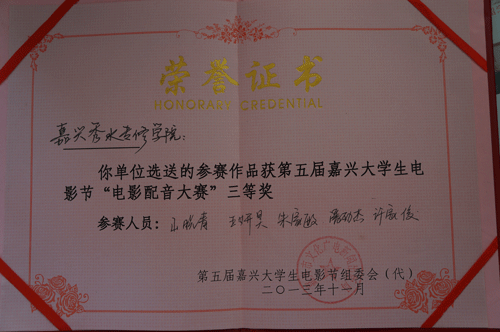 荣誉证书
HONORARY CREDENTIAL
嘉兴秀水专修学院：
你单位选送的参赛作品获第五届嘉兴大学生电
影节“电影配音大赛”三等奖
参赛人员：
第五届嘉兴大学生电影节组委会（代）
二〇一三年十一月